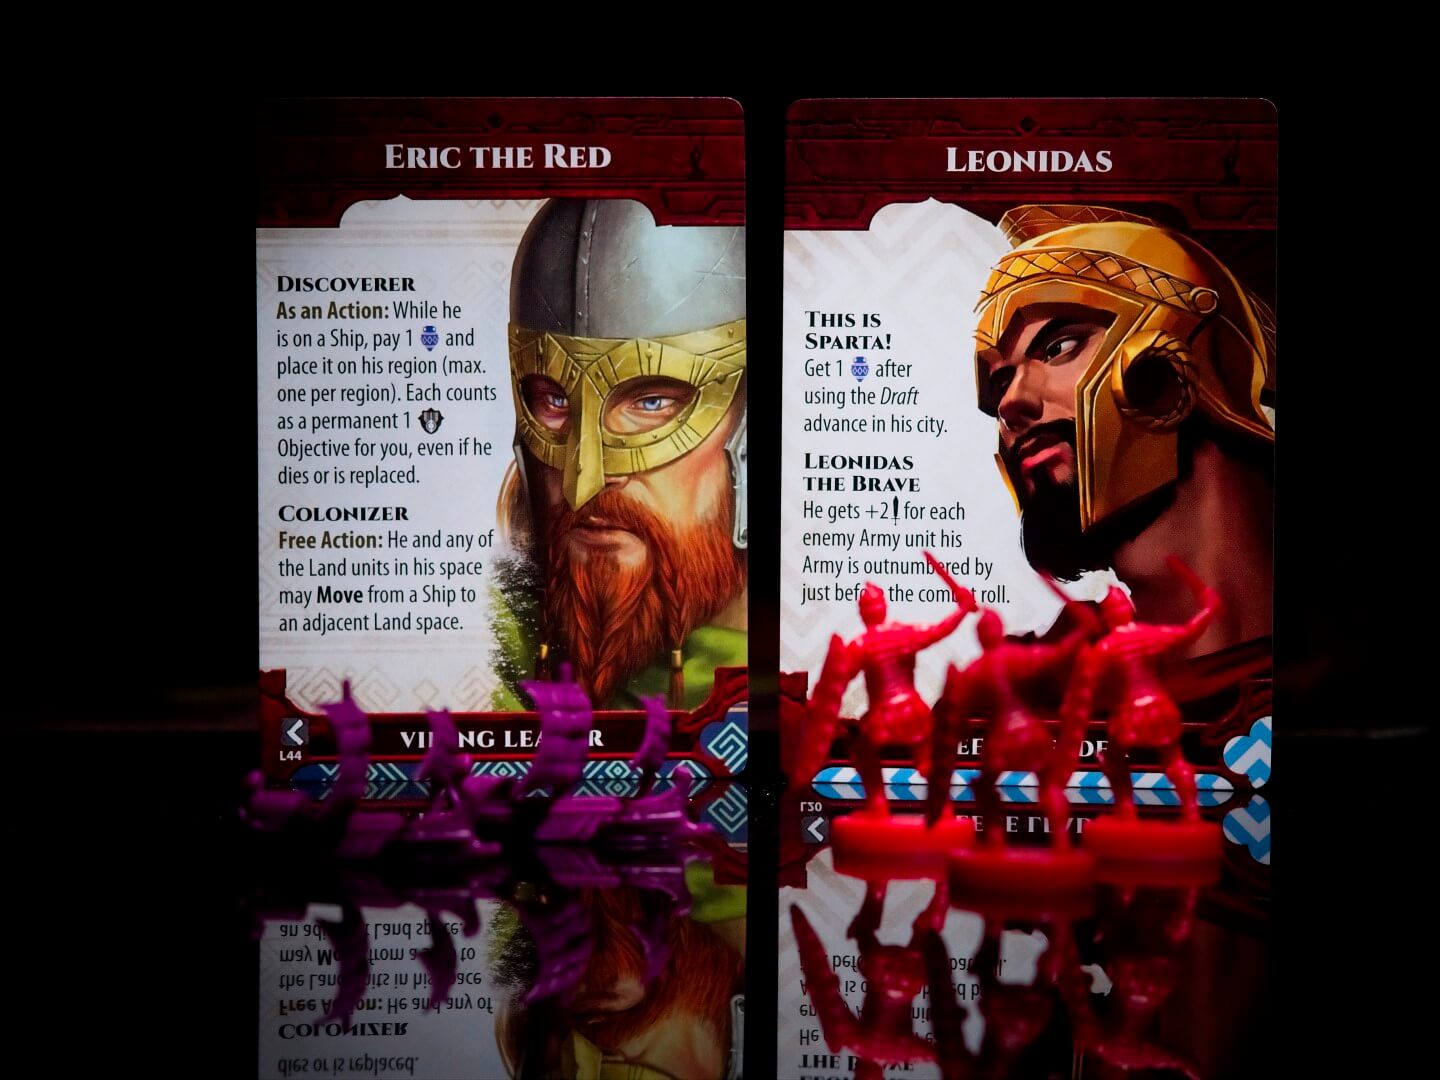 ERIC THE RED
DISCOVERER
As an Action: While he
is on a Ship, pay 1 and
place it on his region (max.
one per region). Each counts
as a permanent 1
Objective for you, even if he
dies or is replaced.
COLONIZER
Free Action: He and any of
the Land units in his space
may Move from a Ship to
an adjacent Land space.
L44
VIKING LEADER
LEONIDAS
THIS IS
SPARTA!
Get 1 after
using the Draft
advance in his city.
LEONIDAS
THE BRAVE
He gets +2 for each
enemy Army unit his
Army is outnumbered by
just before the combat roll.
L20